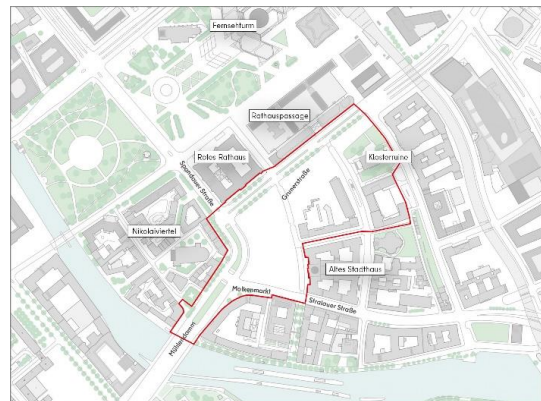 Fernsehturm
Rathauspassage
Rotes Rathaus
Klosterruine
Spandauer Straße
Grunerstraße
Nikolaiviertel
Altes Stadthaus
Molkenmarkt
Stralauer Straße
Mühlendamm